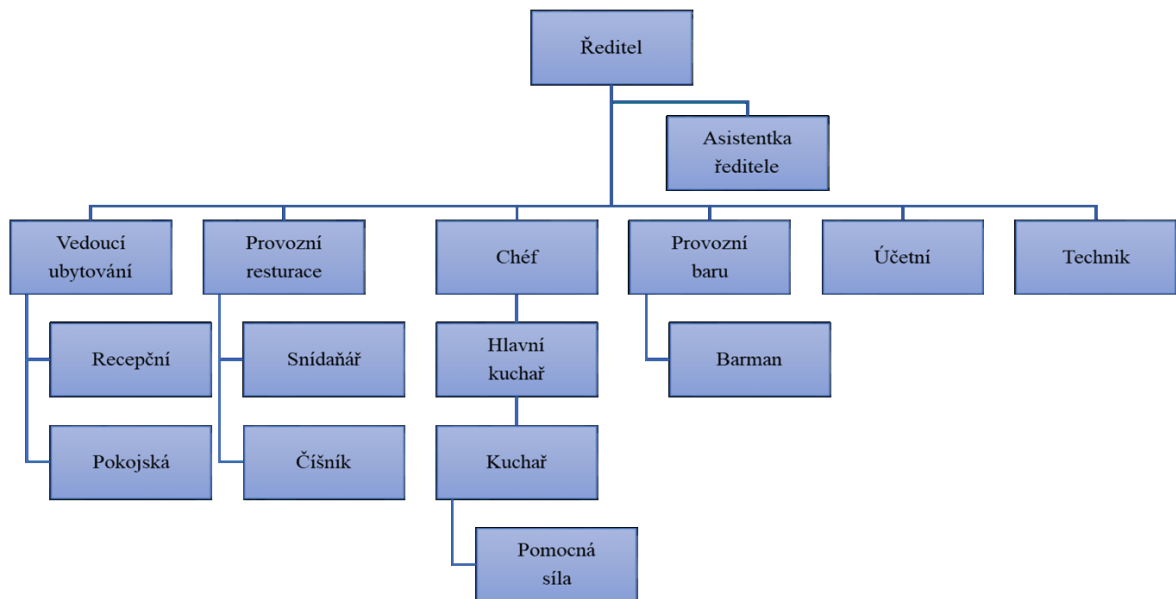 Ředitel
Asistentka
ředitele
Vedoucí
ubytování
Provozní
resturace
Chéf
Provozní
baru
Účetní
Technik
Recepční
Snídaňář
Hlavní
kuchař
Barman
Pokojská
Číšník
Kuchař
Pomocná
síla